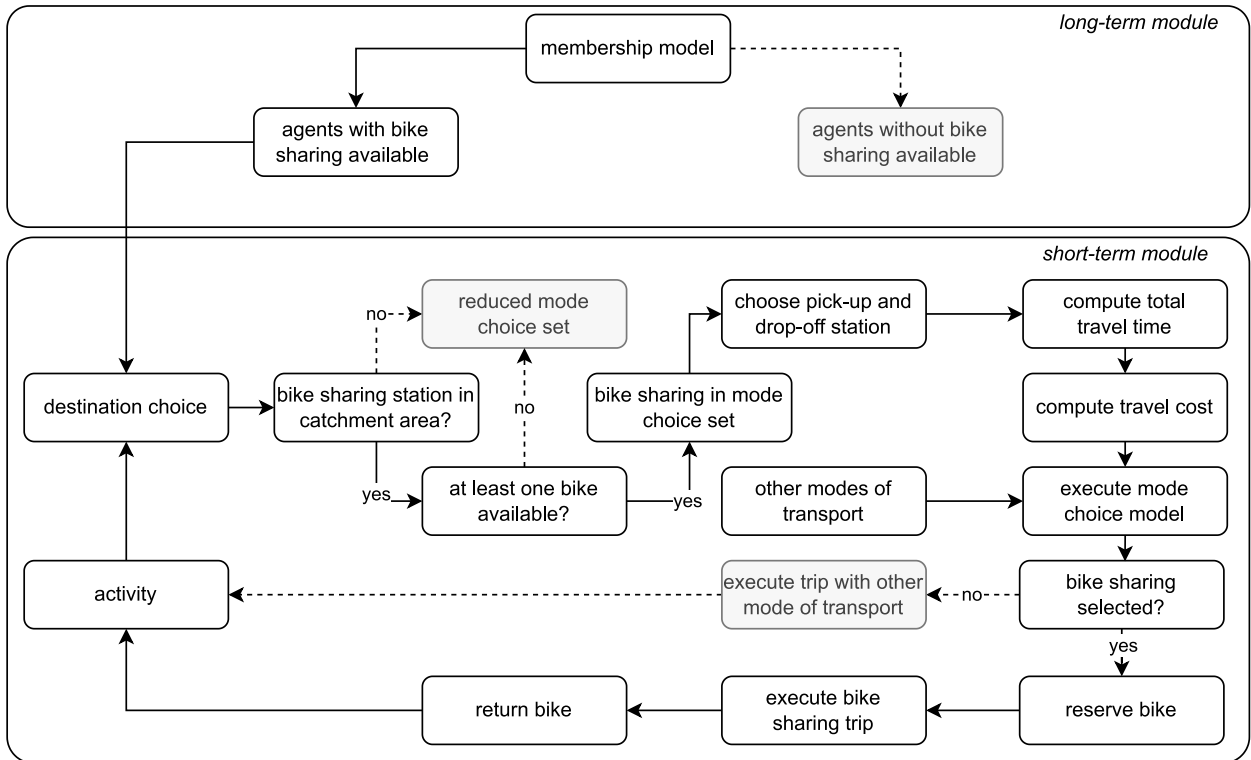 long-term module
membership model
agents with bike
sharing available
agents without bike
sharing available
short-term module
reduced mode
choice set
choose pick-up and
drop-off station
compute total
travel time
no
destination choice
bike sharing station in
catchment area?
no
bike sharing in mode
choice set
compute travel cost
yes
at least one bike
available?
yes
other modes of
transport
execute mode
choice model
activity
execute trip with other
mode of transport
no
bike sharing
selected?
yes
return bike
execute bike
sharing trip
reserve bike